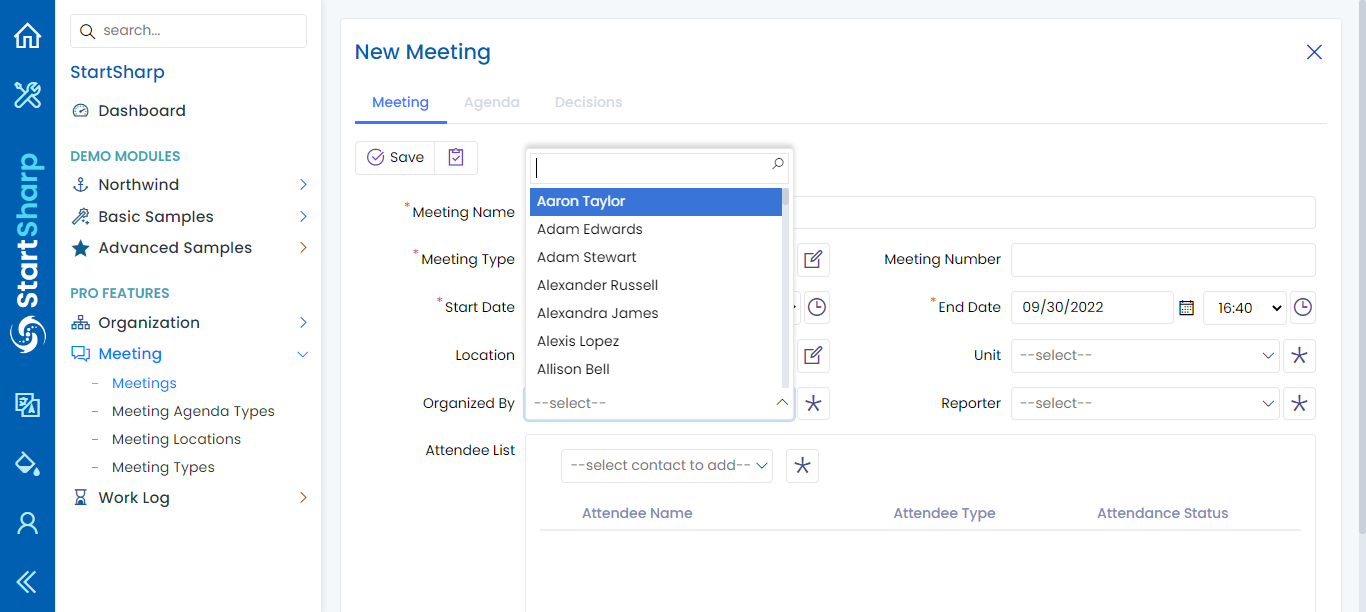 search...
StartSharp
Dashboard
DEMO MODULES
Northwind
Basic Samples
Advanced Samples
PRO FEATURES
Organization
Meeting
Meetings
Meeting Agenda Types
Meeting Locations
Meeting Types
Work Log
StartSharp
New Meeting
Meeting Agenda Decisions
Save
*Meeting Name
*Meeting Type
Meeting Number
*Start Date
*End Date 09/30/2022 16:40
Location
Unit --select--
Organized By --select--
Reporter --select--
Aaron Taylor
Adam Edwards
Adam Stewart
Alexander Russell
Alexandra James
Alexis Lopez
Allison Bell
Attendee List
--select contact to add--
Attendee Name Attendee Type Attendance Status